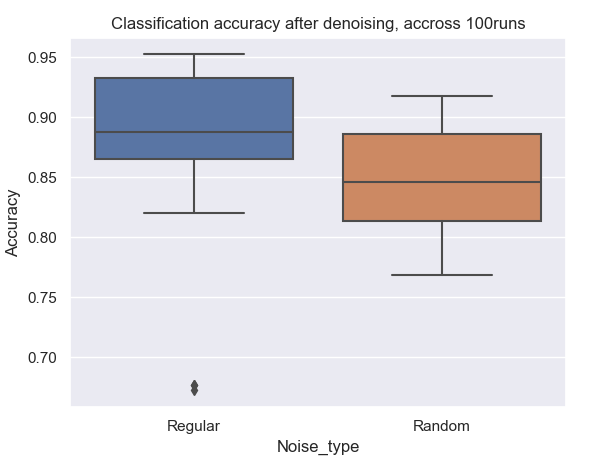 Classification accuracy after denoising, accross 100runs
0.95
0.90
0.85
0.80
0.75
0.70
Accuracy
Regular
Random
Noise_type